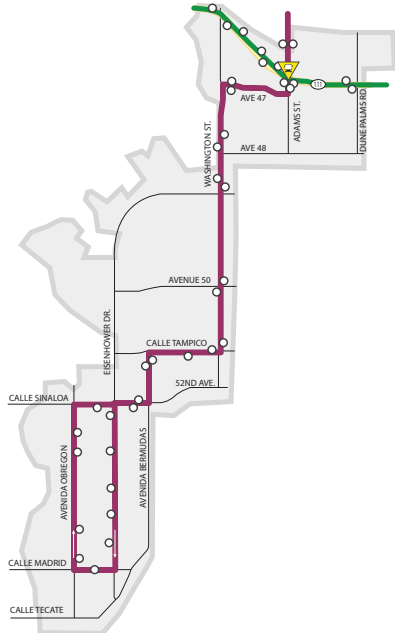 111
AVE 47
ADAMS ST.
DUNE PALMS RD
WASHINGTON ST.
AVE 48
AVENUE 50
EISENHOWER DR.
CALLE TAMPICO
52ND AVE.
CALLE SINALOA
AVENIDA OBREGON
AVENIDA BERMUDAS
CALLE MADRID
CALLE TECATE